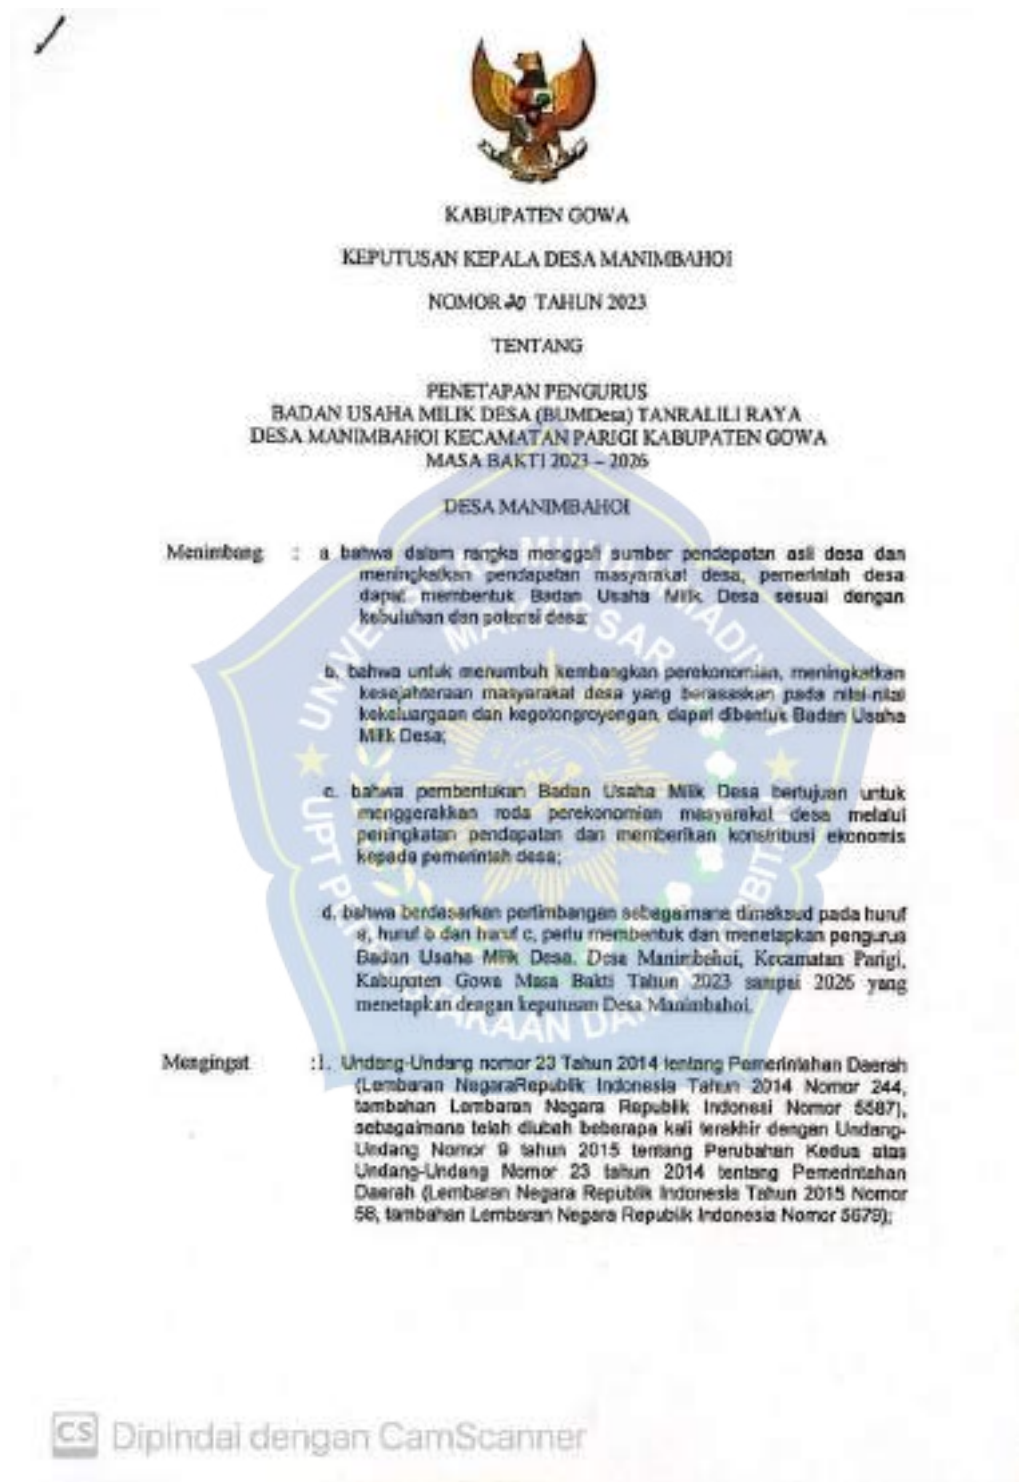 KABUPATEN GOWA
KEPUTUSAN KEPALA DESA MANIMBAHOI
NOMOR 20 TAHUN 2023
TENTANG
PENETAPAN PENGURUS
BADAN USAHA MILIK DESA (BUMDesa) TANRALILI RAYA
DESA MANIMBAHOI KECAMATAN PARIGI KABUPATEN GOWA
MASA BAKTI 2023 – 2026
DESA MANIMBAHOI
Menimbang : a bahwa dalam rangka menggali sumber pendapatan asli desa dan
meningkatkan pendapatan masyarakat desa, pemerintah desa
dapat membentuk Badan Usaha Milik Desa sesuai dengan
kebutuhan dan potensi desa;
b. bahwa untuk menumbuh kembangkan perekonomian, meningkatkan
kesejahteraan masyarakat desa yang berasaskan pada nilai-nilai
kekeluargaan dan kegotongroyongan, dapat dibentuk Badan Usaha
Milik Desa;
c. bahwa pembentukan Badan Usaha Milik Desa bertujuan untuk
menggerakkan roda perekonomian masyarakat desa melalui
peningkatan pendapatan dan memberikan konstribusi ekonomis
kepada pemerintah desa;
d. bahwa berdasarkan pertimbangan sebagaimana dimaksud pada huruf
a, huruf b dan huruf c, perlu membentuk dan menetapkan pengurus
Badan Usaha Milik Desa. Desa Manimbahoi, Kecamatan Parigi,
Kabupaten Gowa Masa Bakti Tahun 2023 sampai 2026 yang
menetapkan dengan keputusan Desa Manimbahoi.
Mengingat :1. Undang-Undang nomor 23 Tahun 2014 tentang Pemerintahan Daerah
(Lembaran NegaraRepublik Indonesia Tahun 2014 Nomor 244,
tambahan Lembaran Negara Republik Indonesi Nomor 5587),
sebagaimana telah diubah beberapa kali terakhir dengan Undang-
Undang Nomor 9 tahun 2015 tentang Perubahan Kedua atas
Undang-Undang Nomor 23 tahun 2014 tentang Pemerintahan
Daerah (Lembaran Negara Republik Indonesia Tahun 2015 Nomor
58, tambahan Lembaran Negara Republik Indonesia Nomor 5679);
UNIVERSITAS MUHAMMADIYAH
MAKASSAR
UPT PERPUSTAKAAN DAN PENERBITAN
CS Dipindai dengan CamScanner